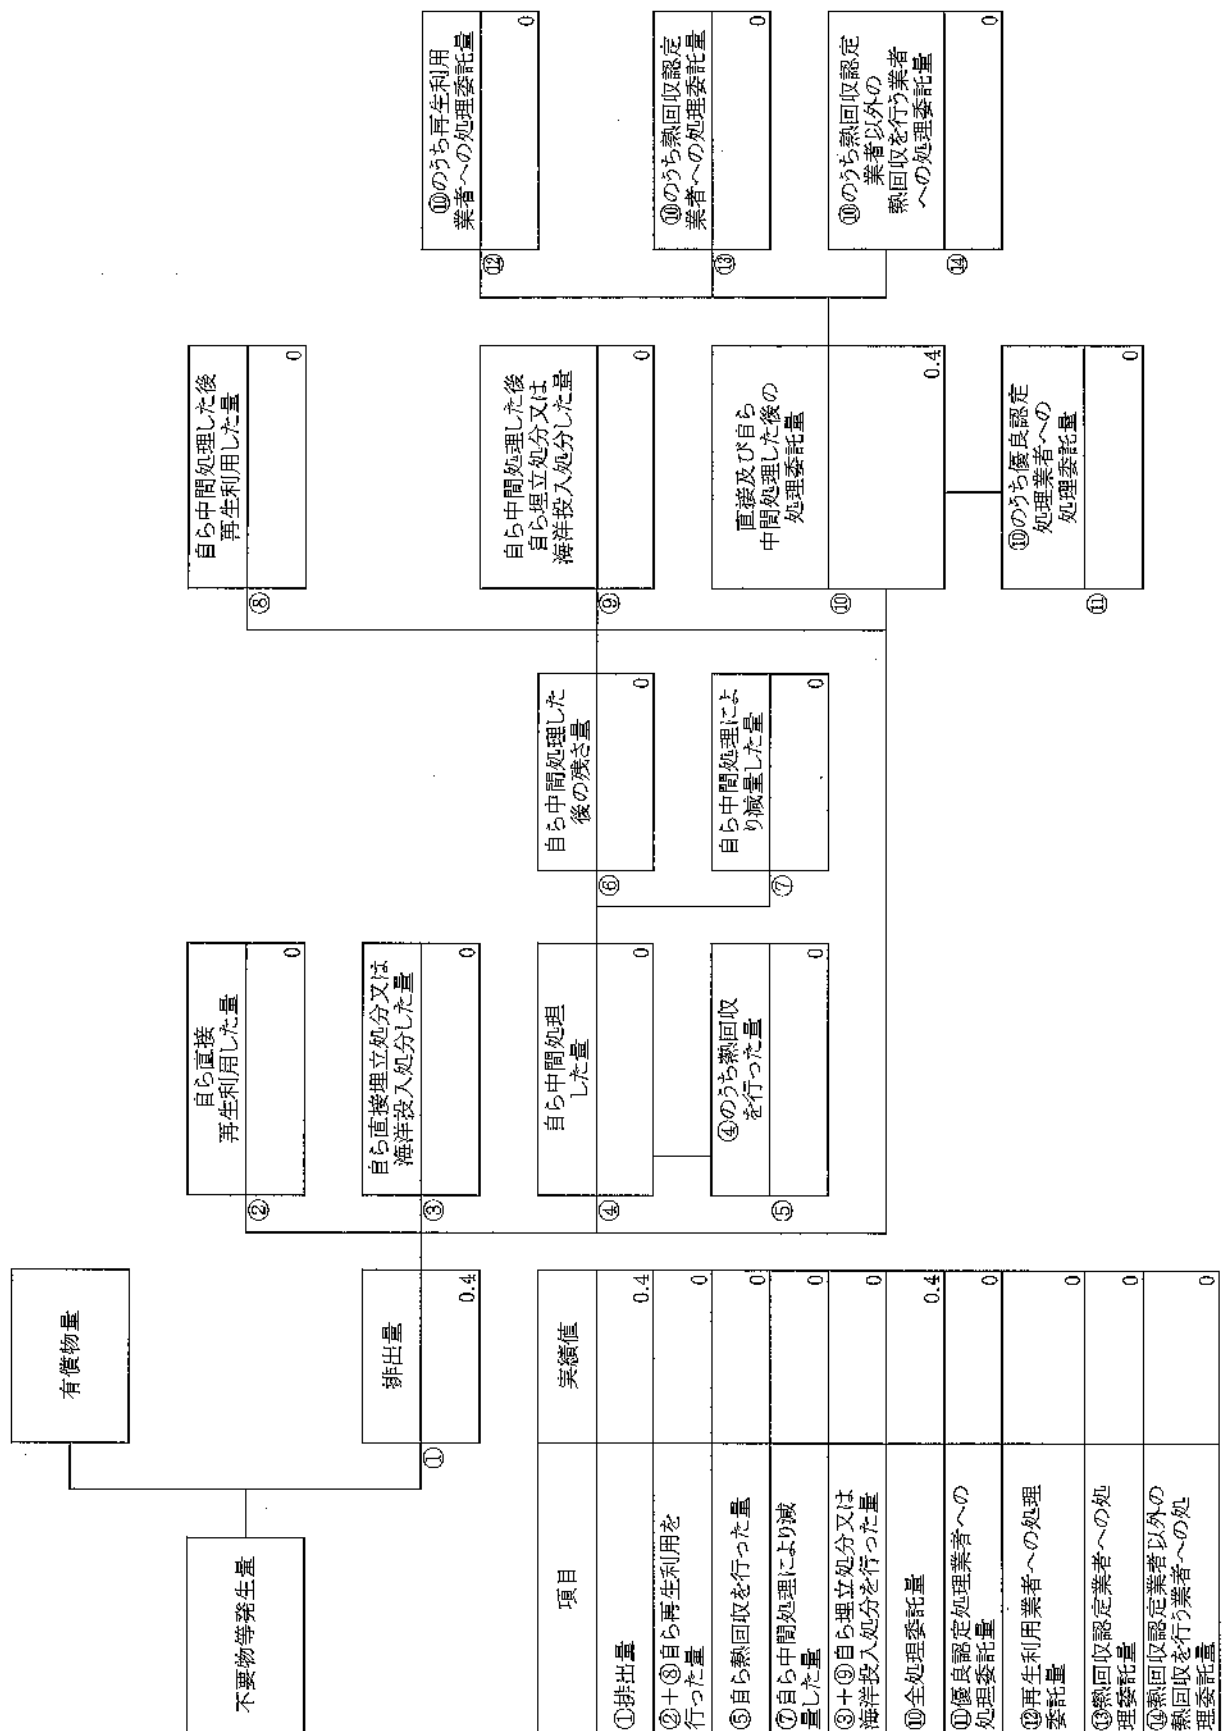 有償物量
不要物等発生量
①
排出量
0.4
②
自ら直接
再生利用した量
0
③
自ら直接埋立処分又は
海洋投入処分した量
0
④
自ら中間処理
した量
0
⑤
④のうち熱回収
を行った量
0
⑥
自ら中間処理した
後の残さ量
0
⑦
自ら中間処理によ
り減量した量
0
⑧
自ら中間処理した後
再生利用した量
0
⑨
自ら中間処理した後
自ら埋立処分又は
海洋投入処分した量
0
⑩
直接及び自ら
中間処理した後の
処理委託量
0.4
⑪
⑩のうち優良認定
処理業者への
処理委託量
0
⑫
⑩のうち再生利用
業者への処理委託量
0
⑬
⑩のうち熱回収認定
業者への処理委託量
0
⑭
⑩のうち熱回収認定
業者以外の
熱回収を行う業者
への処理委託量
0
項目 実績値
①排出量 0.4
②+⑧自ら再生利用を
行った量 0
⑤自ら熱回収を行った量 0
⑦自ら中間処理により減
量した量 0
③+⑨自ら埋立処分又は
海洋投入処分を行った量 0
⑩全処理委託量 0.4
⑪優良認定処理業者への
処理委託量 0
⑫再生利用業者への処理
委託量 0
⑬熱回収認定業者への処
理委託量 0
⑭熱回収認定業者以外の
熱回収を行う業者への処
理委託量 0